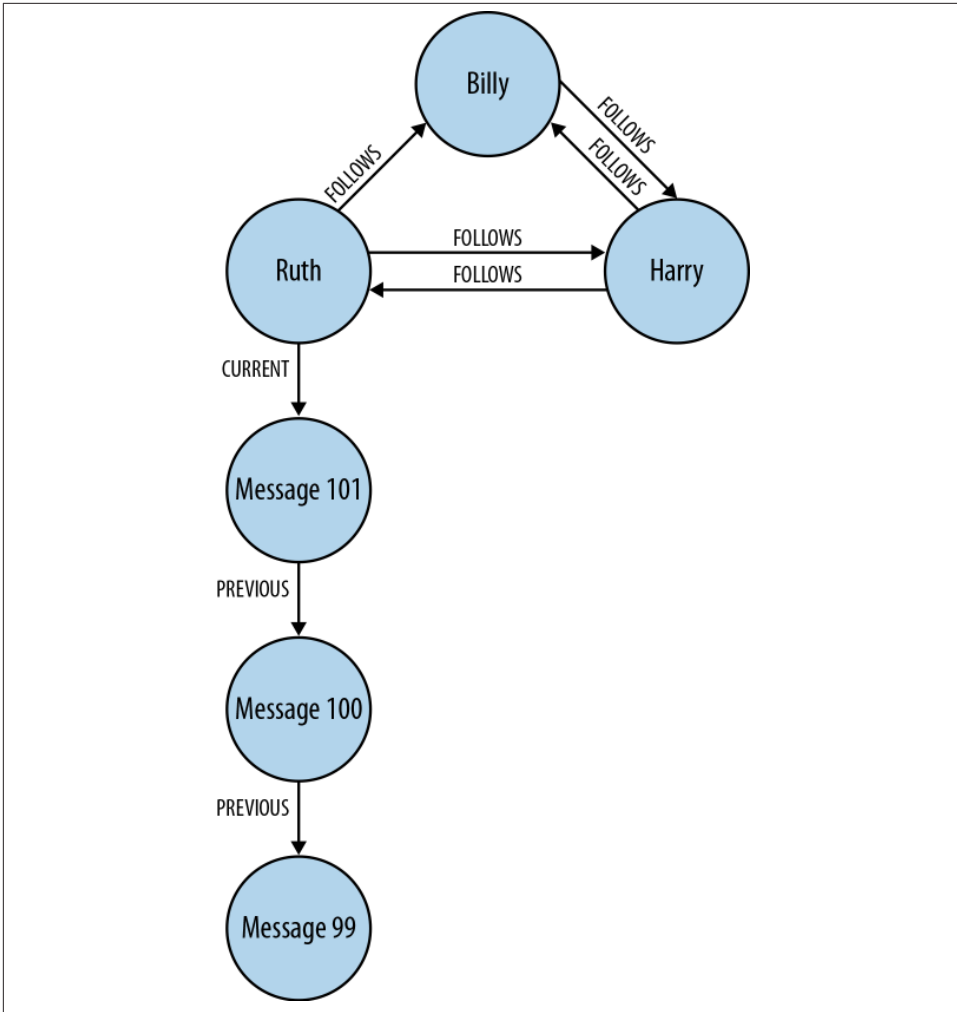 Billy
FOLLOWS
FOLLOWS
FOLLOWS
Ruth
FOLLOWS
FOLLOWS
Harry
CURRENT
Message 101
PREVIOUS
Message 100
PREVIOUS
Message 99